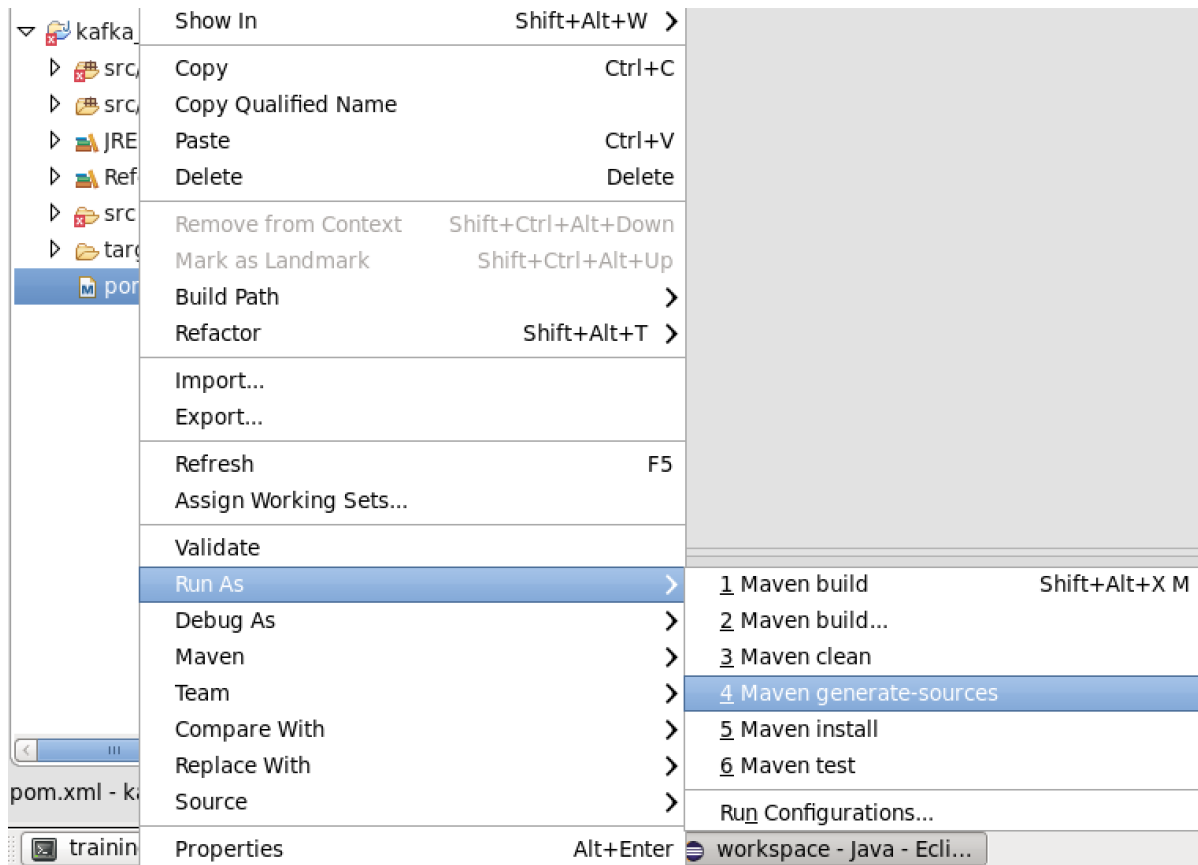 kafka_
src/
src/
JRE
Ref
src
targ
pom
pom.xml - ka
Show In Shift+Alt+W
Copy Ctrl+C
Copy Qualified Name
Paste Ctrl+V
Delete Delete
Remove from Context Shift+Ctrl+Alt+Down
Mark as Landmark Shift+Ctrl+Alt+Up
Build Path
Refactor Shift+Alt+T
Import...
Export...
Refresh F5
Assign Working Sets...
Validate
Run As
Debug As
Maven
Team
Compare With
Replace With
Source
Properties Alt+Enter
1 Maven build Shift+Alt+X M
2 Maven build...
3 Maven clean
4 Maven generate-sources
5 Maven install
6 Maven test
Run Configurations...
trainin
workspace - Java - Ecli...